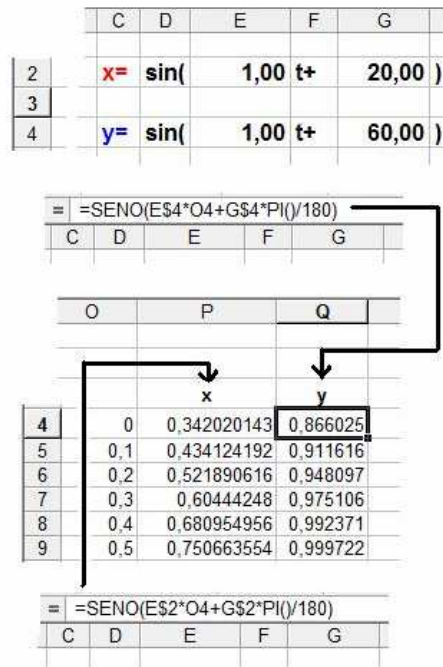 C D E F G
2 x= sin( 1,00 t+ 20,00 )
3
4 y= sin( 1,00 t+ 60,00 )
= =SENO(E$4*O4+G$4*PI()/180)
C D E F G
O P Q
x y
4 0 0,342020143 0,866025
5 0,1 0,434124192 0,911616
6 0,2 0,521890616 0,948097
7 0,3 0,60444248 0,975106
8 0,4 0,680954956 0,992371
9 0,5 0,750663554 0,999722
= =SENO(E$2*O4+G$2*PI()/180)
C D E F G